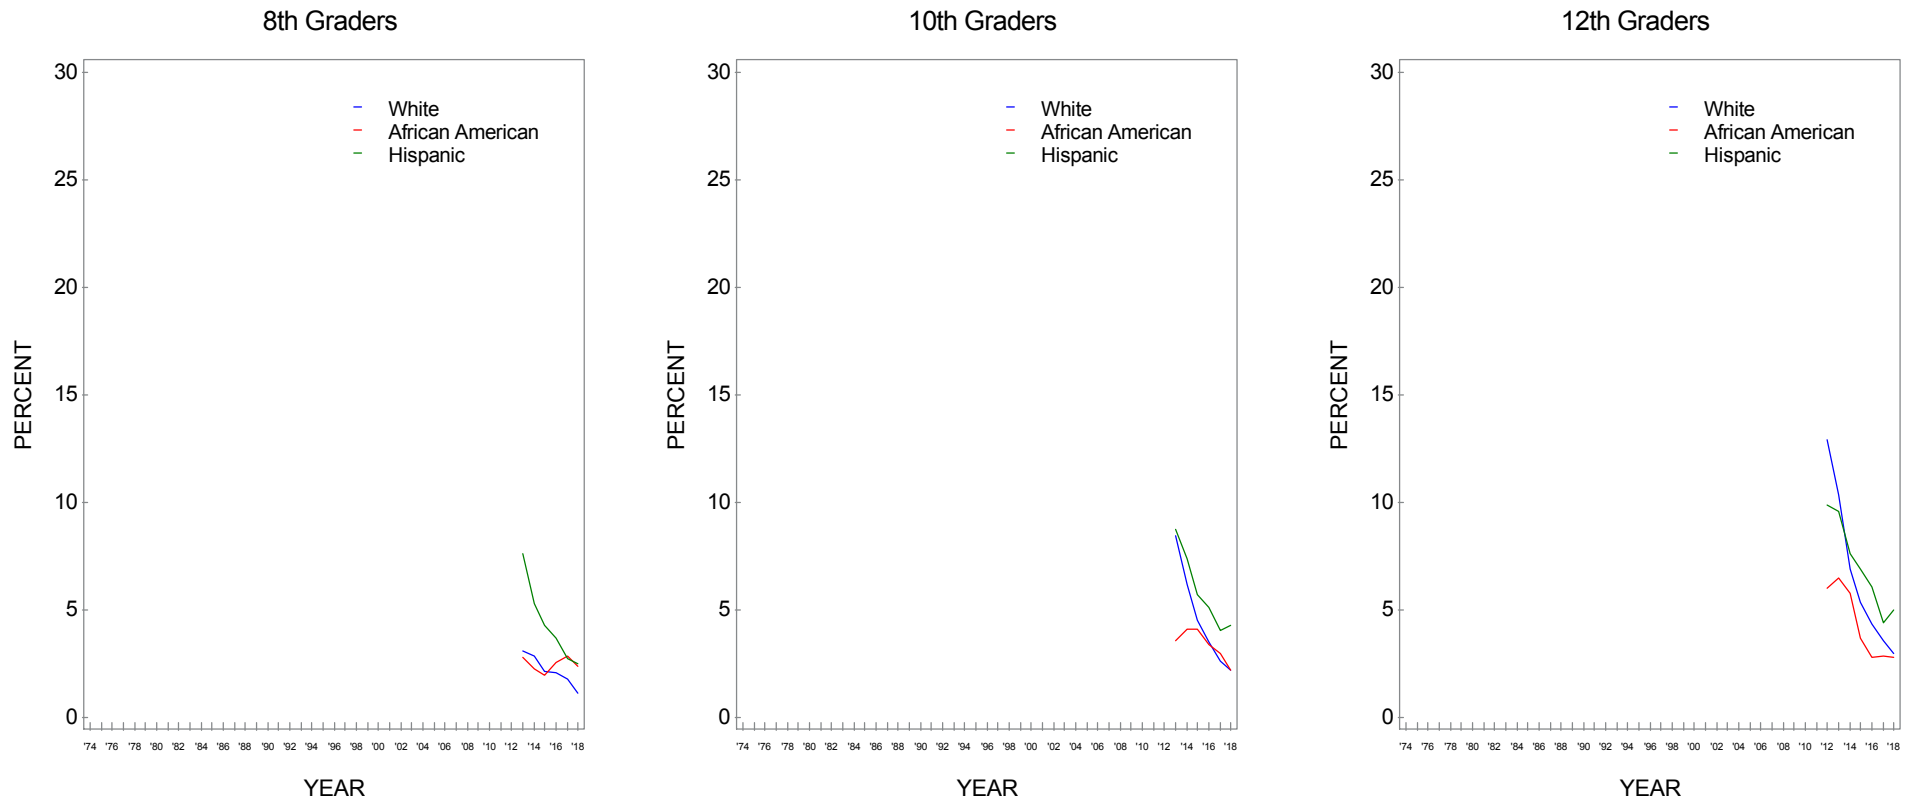 8th Graders
30
25
20
15
10
5
0
PERCENT
White
African American
Hispanic
'74 '76 '78 '80 '82 '84 '86 '88 '90 '92 '94 '96 '98 '00 '02 '04 '06 '08 '10 '12 '14 '16 '18
YEAR
10th Graders
30
25
20
15
10
5
0
PERCENT
White
African American
Hispanic
'74 '76 '78 '80 '82 '84 '86 '88 '90 '92 '94 '96 '98 '00 '02 '04 '06 '08 '10 '12 '14 '16 '18
YEAR
12th Graders
30
25
20
15
10
5
0
PERCENT
White
African American
Hispanic
'74 '76 '78 '80 '82 '84 '86 '88 '90 '92 '94 '96 '98 '00 '02 '04 '06 '08 '10 '12 '14 '16 '18
YEAR